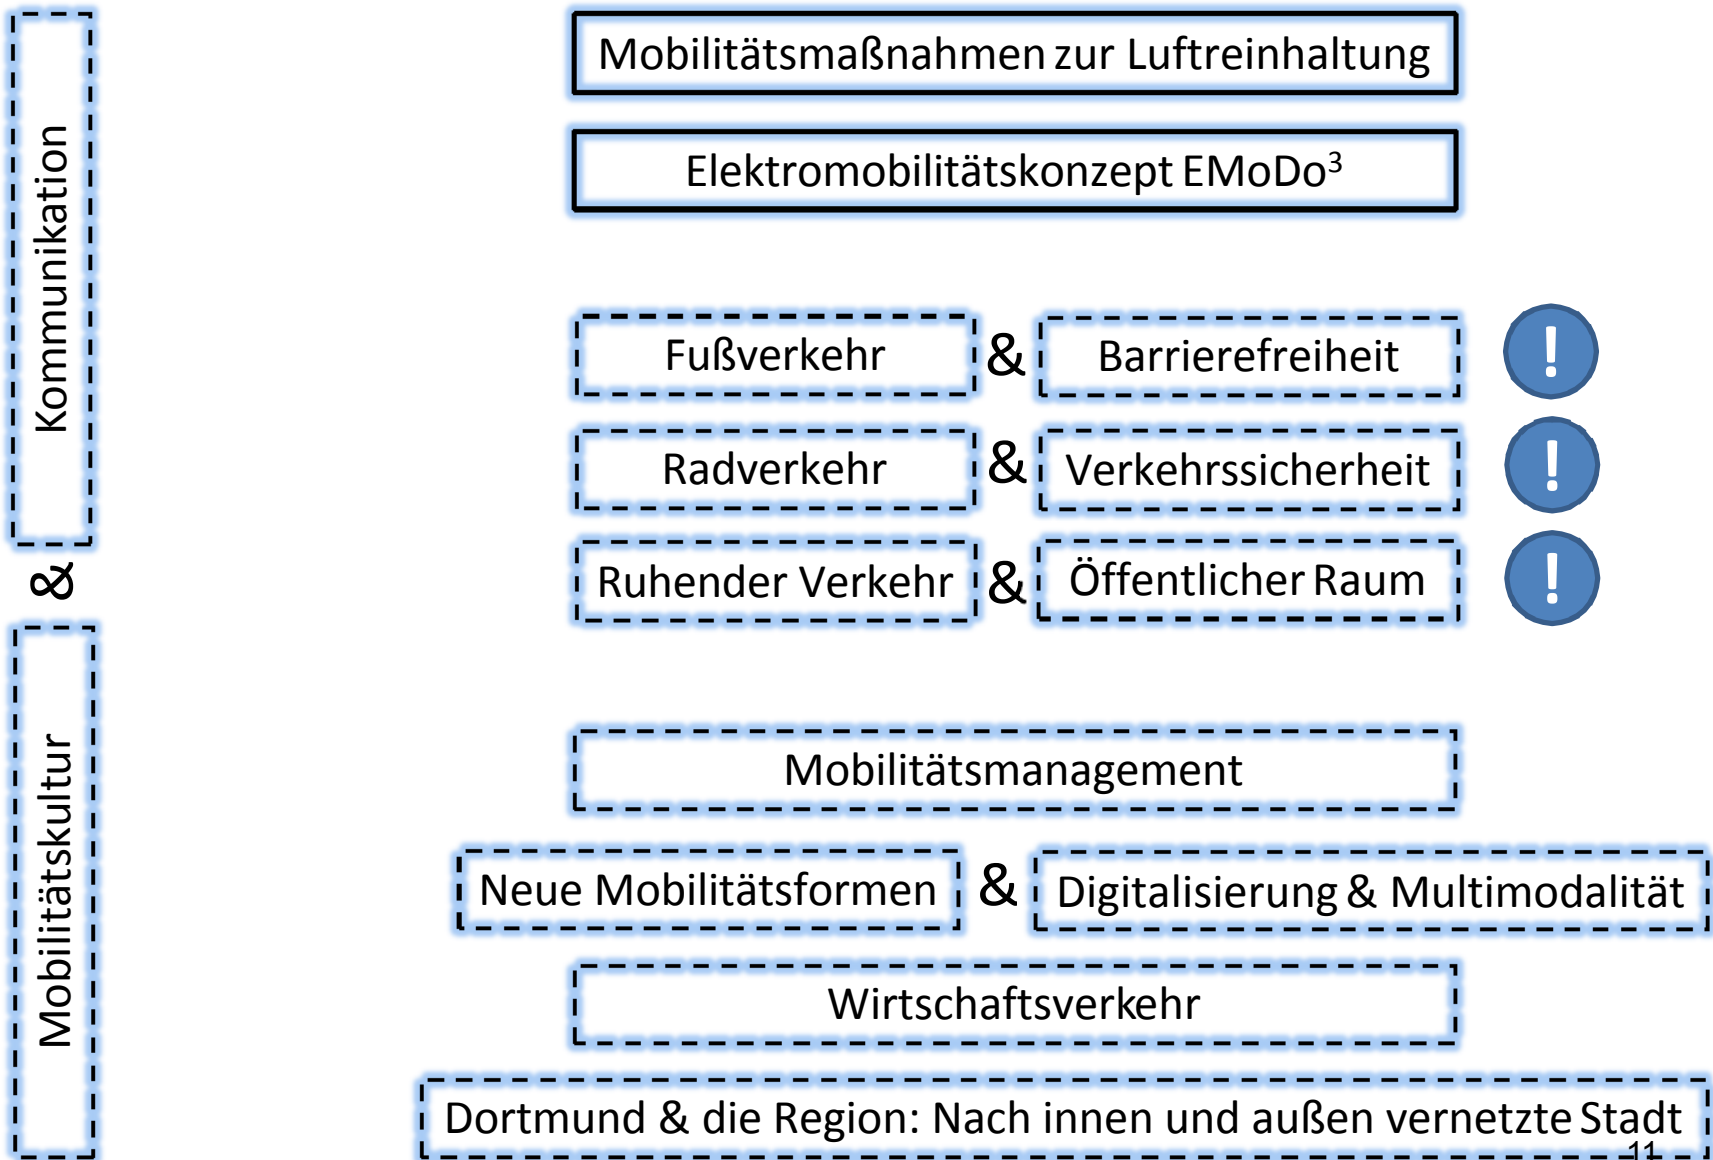 Kommunikation
&
Mobilitätskultur
Mobilitätsmaßnahmen zur Luftreinhaltung
Elektromobilitätskonzept EMoDo³
Fußverkehr & Barrierefreiheit !
Radverkehr & Verkehrssicherheit !
Ruhender Verkehr & Öffentlicher Raum !
Mobilitätsmanagement
Neue Mobilitätsformen & Digitalisierung & Multimodalität
Wirtschaftsverkehr
Dortmund & die Region: Nach innen und außen vernetzte Stadt
11